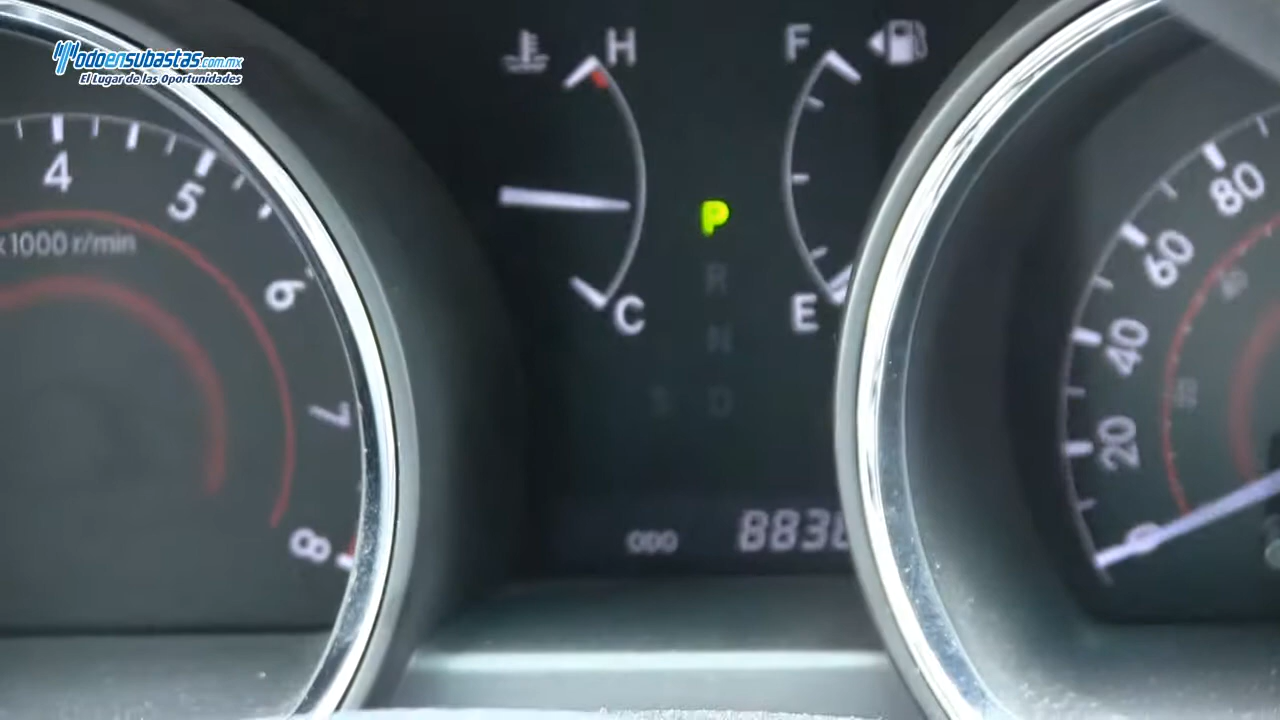 todoensubastas.com.mx
El Lugar de las Oportunidades
H
F
4
5
6
7
8
x1000 r/min
P
R
N
S D
C
E
80
60
40
20
0
ODO